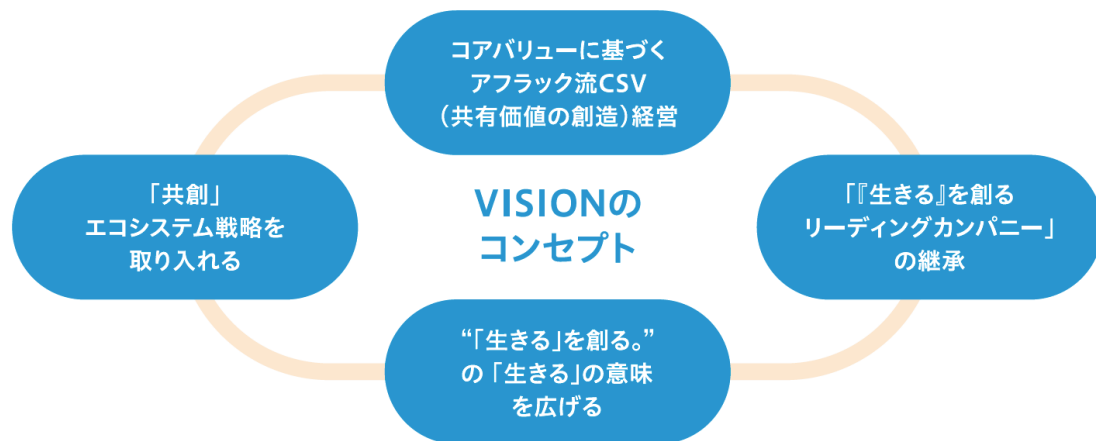 コアバリューに基づく
アフラック流CSV
（共有価値の創造）経営
「共創」
エコシステム戦略を
取り入れる
VISIONの
コンセプト
「『生きる』を創る
リーディングカンパニー」
の継承
“「生きる」を創る。”
の「生きる」の意味
を広げる